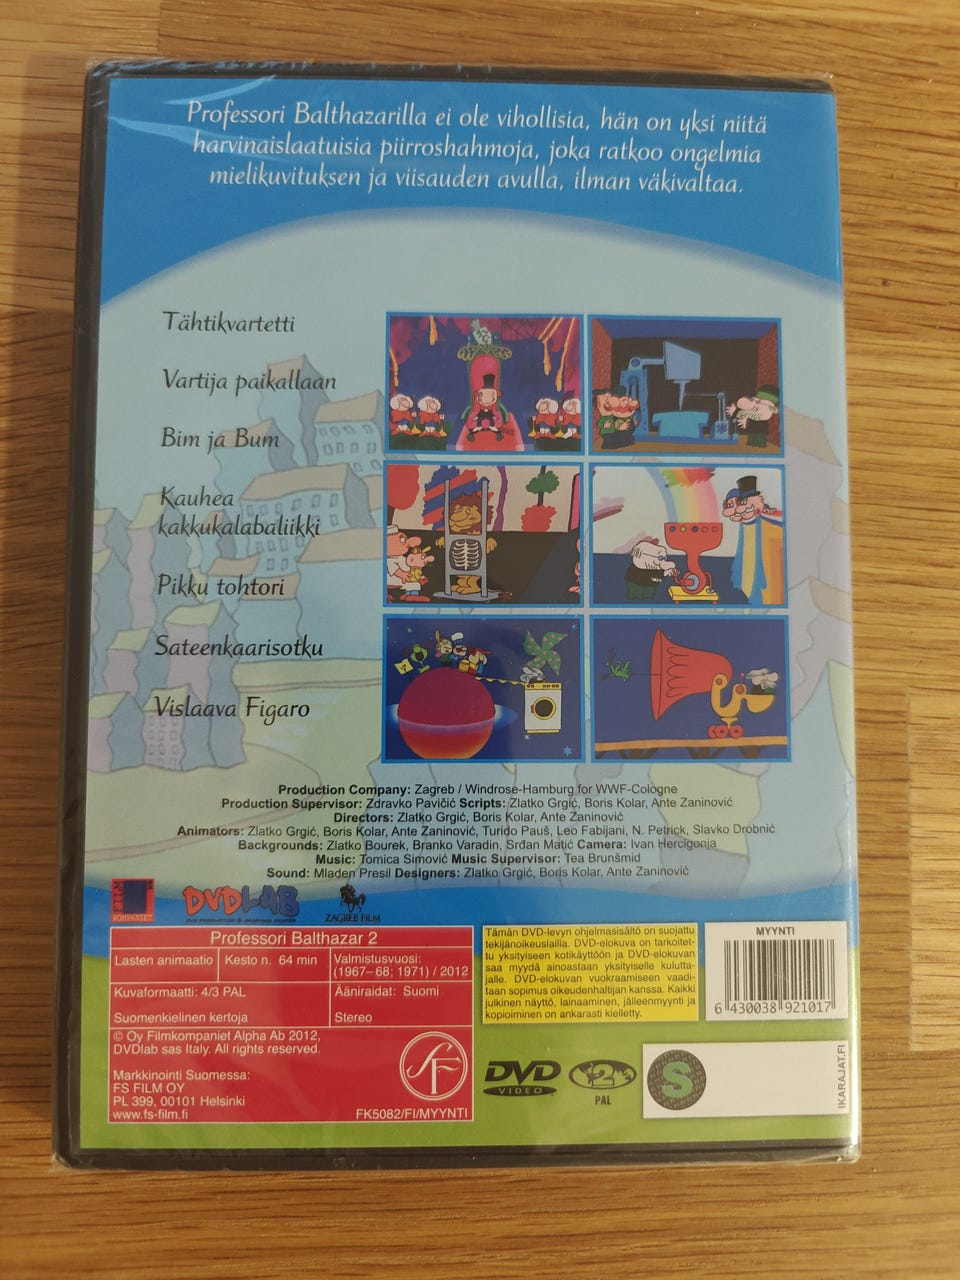 Professori Balthazarilla ei ole vihollisia, hän on yksi niitä
harvinaislaatuisia piirroshahmoja, joka ratkoo ongelmia
mielikuvituksen ja viisauden avulla, ilman väkivaltaa.
Tähtikvartetti
Vartija paikallaan
Bim ja Bum
Kauhea
kakkukalabaliikki
Pikku tohtori
Sateenkaarisotku
Vislaava Figaro
Production Company: Zagreb / Windrose-Hamburg for WWF-Cologne
Production Supervisor: Zdravko Pavičić Scripts: Zlatko Grgić, Boris Kolar, Ante Zaninović
Directors: Zlatko Grgić, Boris Kolar, Ante Zaninović
Animators: Zlatko Grgić, Boris Kolar, Ante Zaninović, Turido Pauš, Leo Fabijani, N. Petrick, Slavko Drobnić
Backgrounds: Zlatko Bourek, Branko Varadin, Srđan Matić Camera: Ivan Hercigonja
Music: Tomica Simović Music Supervisor: Tea Brunšmid
Sound: Mladen Presil Designers: Zlatko Grgić, Boris Kolar, Ante Zaninović
FILM
KOMPANIET
DVDLAB
DVD PRODUCTION & GRAPHICS CENTER
ZAGREB FILM
Professori Balthazar 2
Lasten animaatio
Kesto n. 64 min
Valmistusvuosi:
(1967–68; 1971) / 2012
Kuvaformaatti: 4/3 PAL
Ääniraidat: Suomi
Suomenkielinen kertoja
Stereo
© Oy Filmkompaniet Alpha Ab 2012,
DVDlab sas Italy. All rights reserved.
Markkinointi Suomessa:
FS FILM OY
PL 399, 00101 Helsinki
www.fs-film.fi
SF
FK5082/FI/MYYNTI
Tämän DVD-levyn ohjelmasisältö on suojattu
tekijänoikeuslailla. DVD-elokuva on tarkoitet-
tu yksityiseen kotikäyttöön ja DVD-elokuvan
saa myydä ainoastaan yksityiselle kulutta-
jalle. DVD-elokuvan vuokraamiseen vaadi-
taan sopimus oikeudenhaltijan kanssa. Kaikki
julkinen näyttö, lainaaminen, jälleenmyynti ja
kopioiminen on ankarasti kielletty.
MYYNTI
6 430038 921017
DVD
VIDEO
2
PAL
S
IKARAJAT.FI